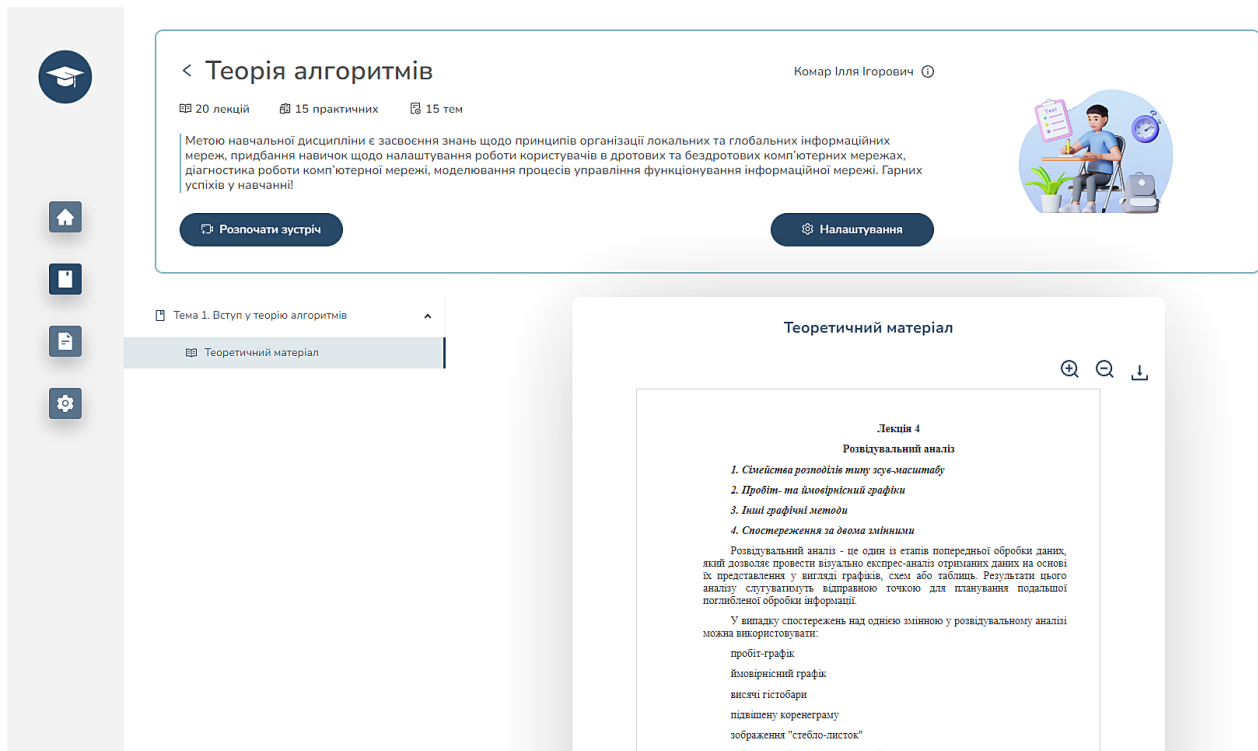 Теорія алгоритмів
Комар Ілля Ігорович
20 лекцій 15 практичних 15 тем
Метою навчальної дисципліни є засвоєння знань щодо принципів організації локальних та глобальних інформаційних
мереж, придбання навичок щодо налаштування роботи користувачів в дротових та бездротових комп'ютерних мережах,
діагностика роботи комп'ютерної мережі, моделювання процесів управління функціонування інформаційної мережі. Гарних
успіхів у навчанні!
Test
Розпочати зустріч
Налаштування
Тема 1. Вступ у теорію алгоритмів
Теоретичний матеріал
Теоретичний матеріал
Лекція 4
Розвідувальний аналіз
1. Сімейства розподілів типу зсув-масштабу
2. Пробіт- та ймовірнісний графіки
3. Інші графічні методи
4. Спостереження за двома змінними
Розвідувальний аналіз - це один із етапів попередньої обробки даних,
який дозволяє провести візуально експрес-аналіз отриманих даних на основі
їх представлення у вигляді графіків, схем або таблиць. Результати цього
аналізу слугуватимуть відправною точкою для планування подальшої
поглибленої обробки інформації.
У випадку спостережень над однією змінною у розвідувальному аналізі
можна використовувати:
пробіт-графік
ймовірнісний графік
висячі гістобари
підвішену коренеграму
зображення "стебло-листок"